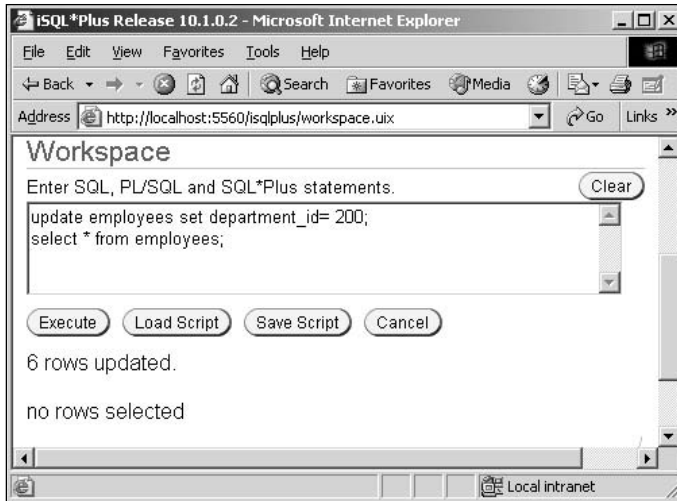 iSQL*Plus Release 10.1.0.2 - Microsoft Internet Explorer
File Edit View Favorites Tools Help
Back Search Favorites Media
Address http://localhost:5560/isqlplus/workspace.uix Go Links »
Workspace
Enter SQL, PL/SQL and SQL*Plus statements. Clear
update employees set department_id= 200;
select * from employees;
Execute Load Script Save Script Cancel
6 rows updated.
no rows selected
Local intranet